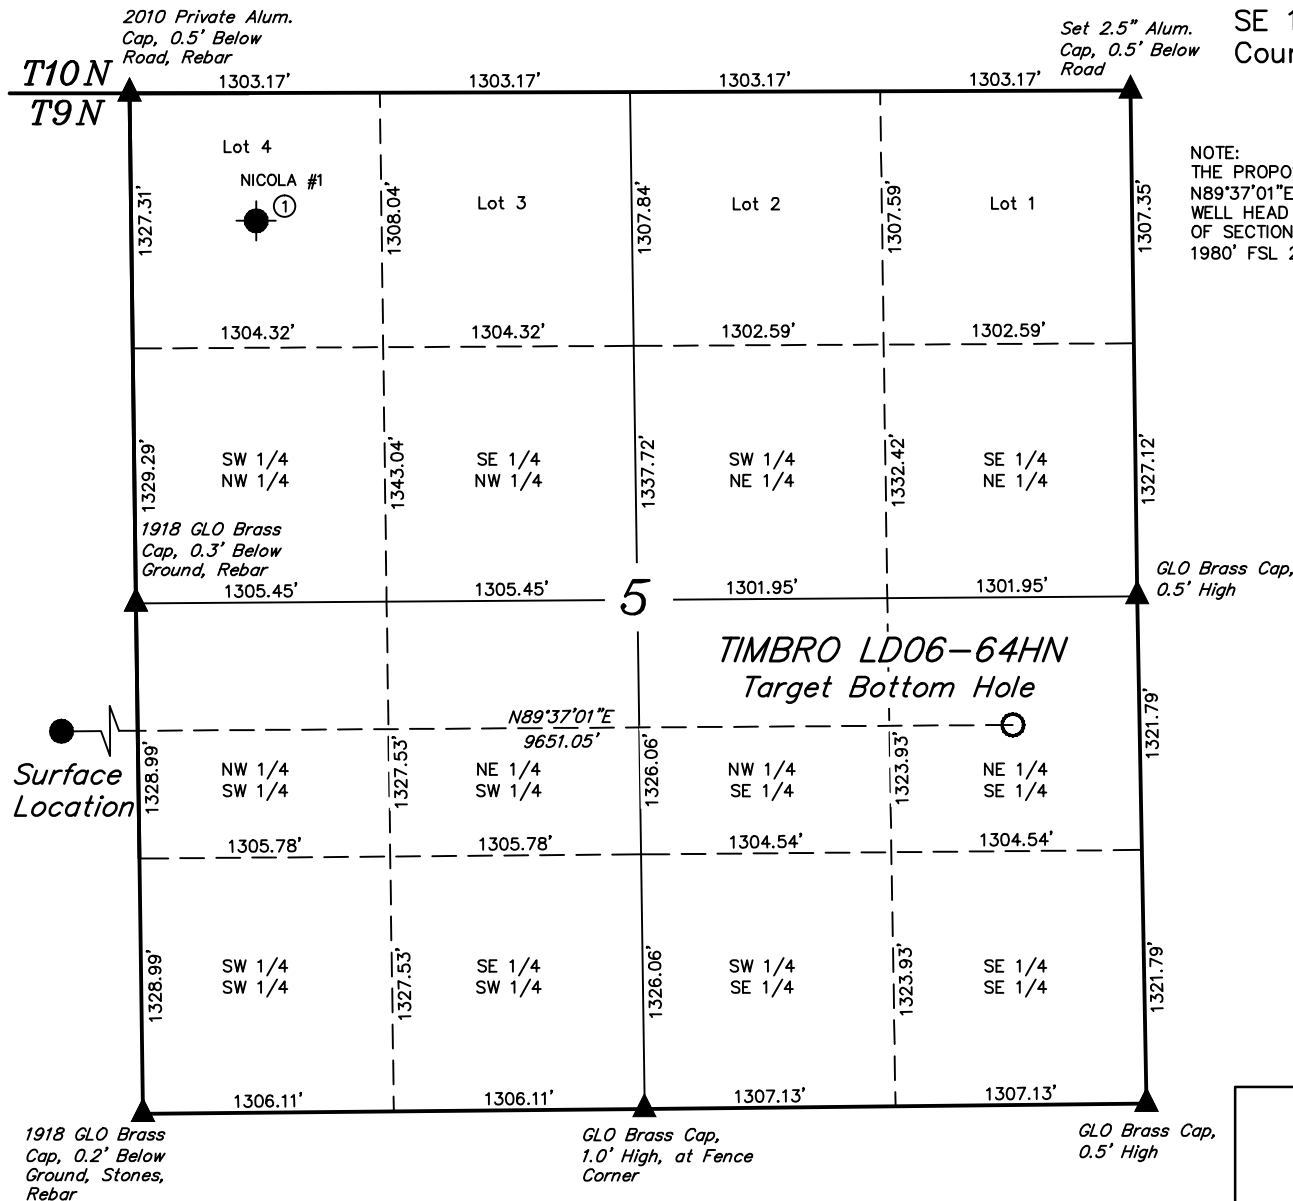 2010 Private Alum.
Cap, 0.5' Below
Road, Rebar
Set 2.5" Alum.
Cap, 0.5' Below
Road
SE 1
Coun
T10N
T9N
1303.17'
1303.17'
1303.17'
1303.17'
NOTE:
THE PROPO
N89°37'01"E
WELL HEAD
OF SECTION
1980' FSL 2
Lot 4
NICOLA #1
1
Lot 3
Lot 2
Lot 1
1327.31'
1308.04'
1307.84'
1307.59'
1307.35'
1304.32'
1304.32'
1302.59'
1302.59'
1329.29'
SW 1/4
NW 1/4
1343.04'
SE 1/4
NW 1/4
1337.72'
SW 1/4
NE 1/4
1332.42'
SE 1/4
NE 1/4
1327.12'
1918 GLO Brass
Cap, 0.3' Below
Ground, Rebar
GLO Brass Cap,
0.5' High
1305.45'
1305.45'
5
1301.95'
1301.95'
TIMBRO LD06-64HN
Target Bottom Hole
N89°37'01"E
9651.05'
Surface
Location
1328.99'
NW 1/4
SW 1/4
1327.53'
NE 1/4
SW 1/4
1326.06'
NW 1/4
SE 1/4
1323.93'
NE 1/4
SE 1/4
1321.79'
1305.78'
1305.78'
1304.54'
1304.54'
1328.99'
SW 1/4
SW 1/4
1327.53'
SE 1/4
SW 1/4
1326.06'
SW 1/4
SE 1/4
1323.93'
SE 1/4
SE 1/4
1321.79'
1306.11'
1306.11'
1307.13'
1307.13'
1918 GLO Brass
Cap, 0.2' Below
Ground, Stones,
Rebar
GLO Brass Cap,
1.0' High, at Fence
Corner
GLO Brass Cap,
0.5' High